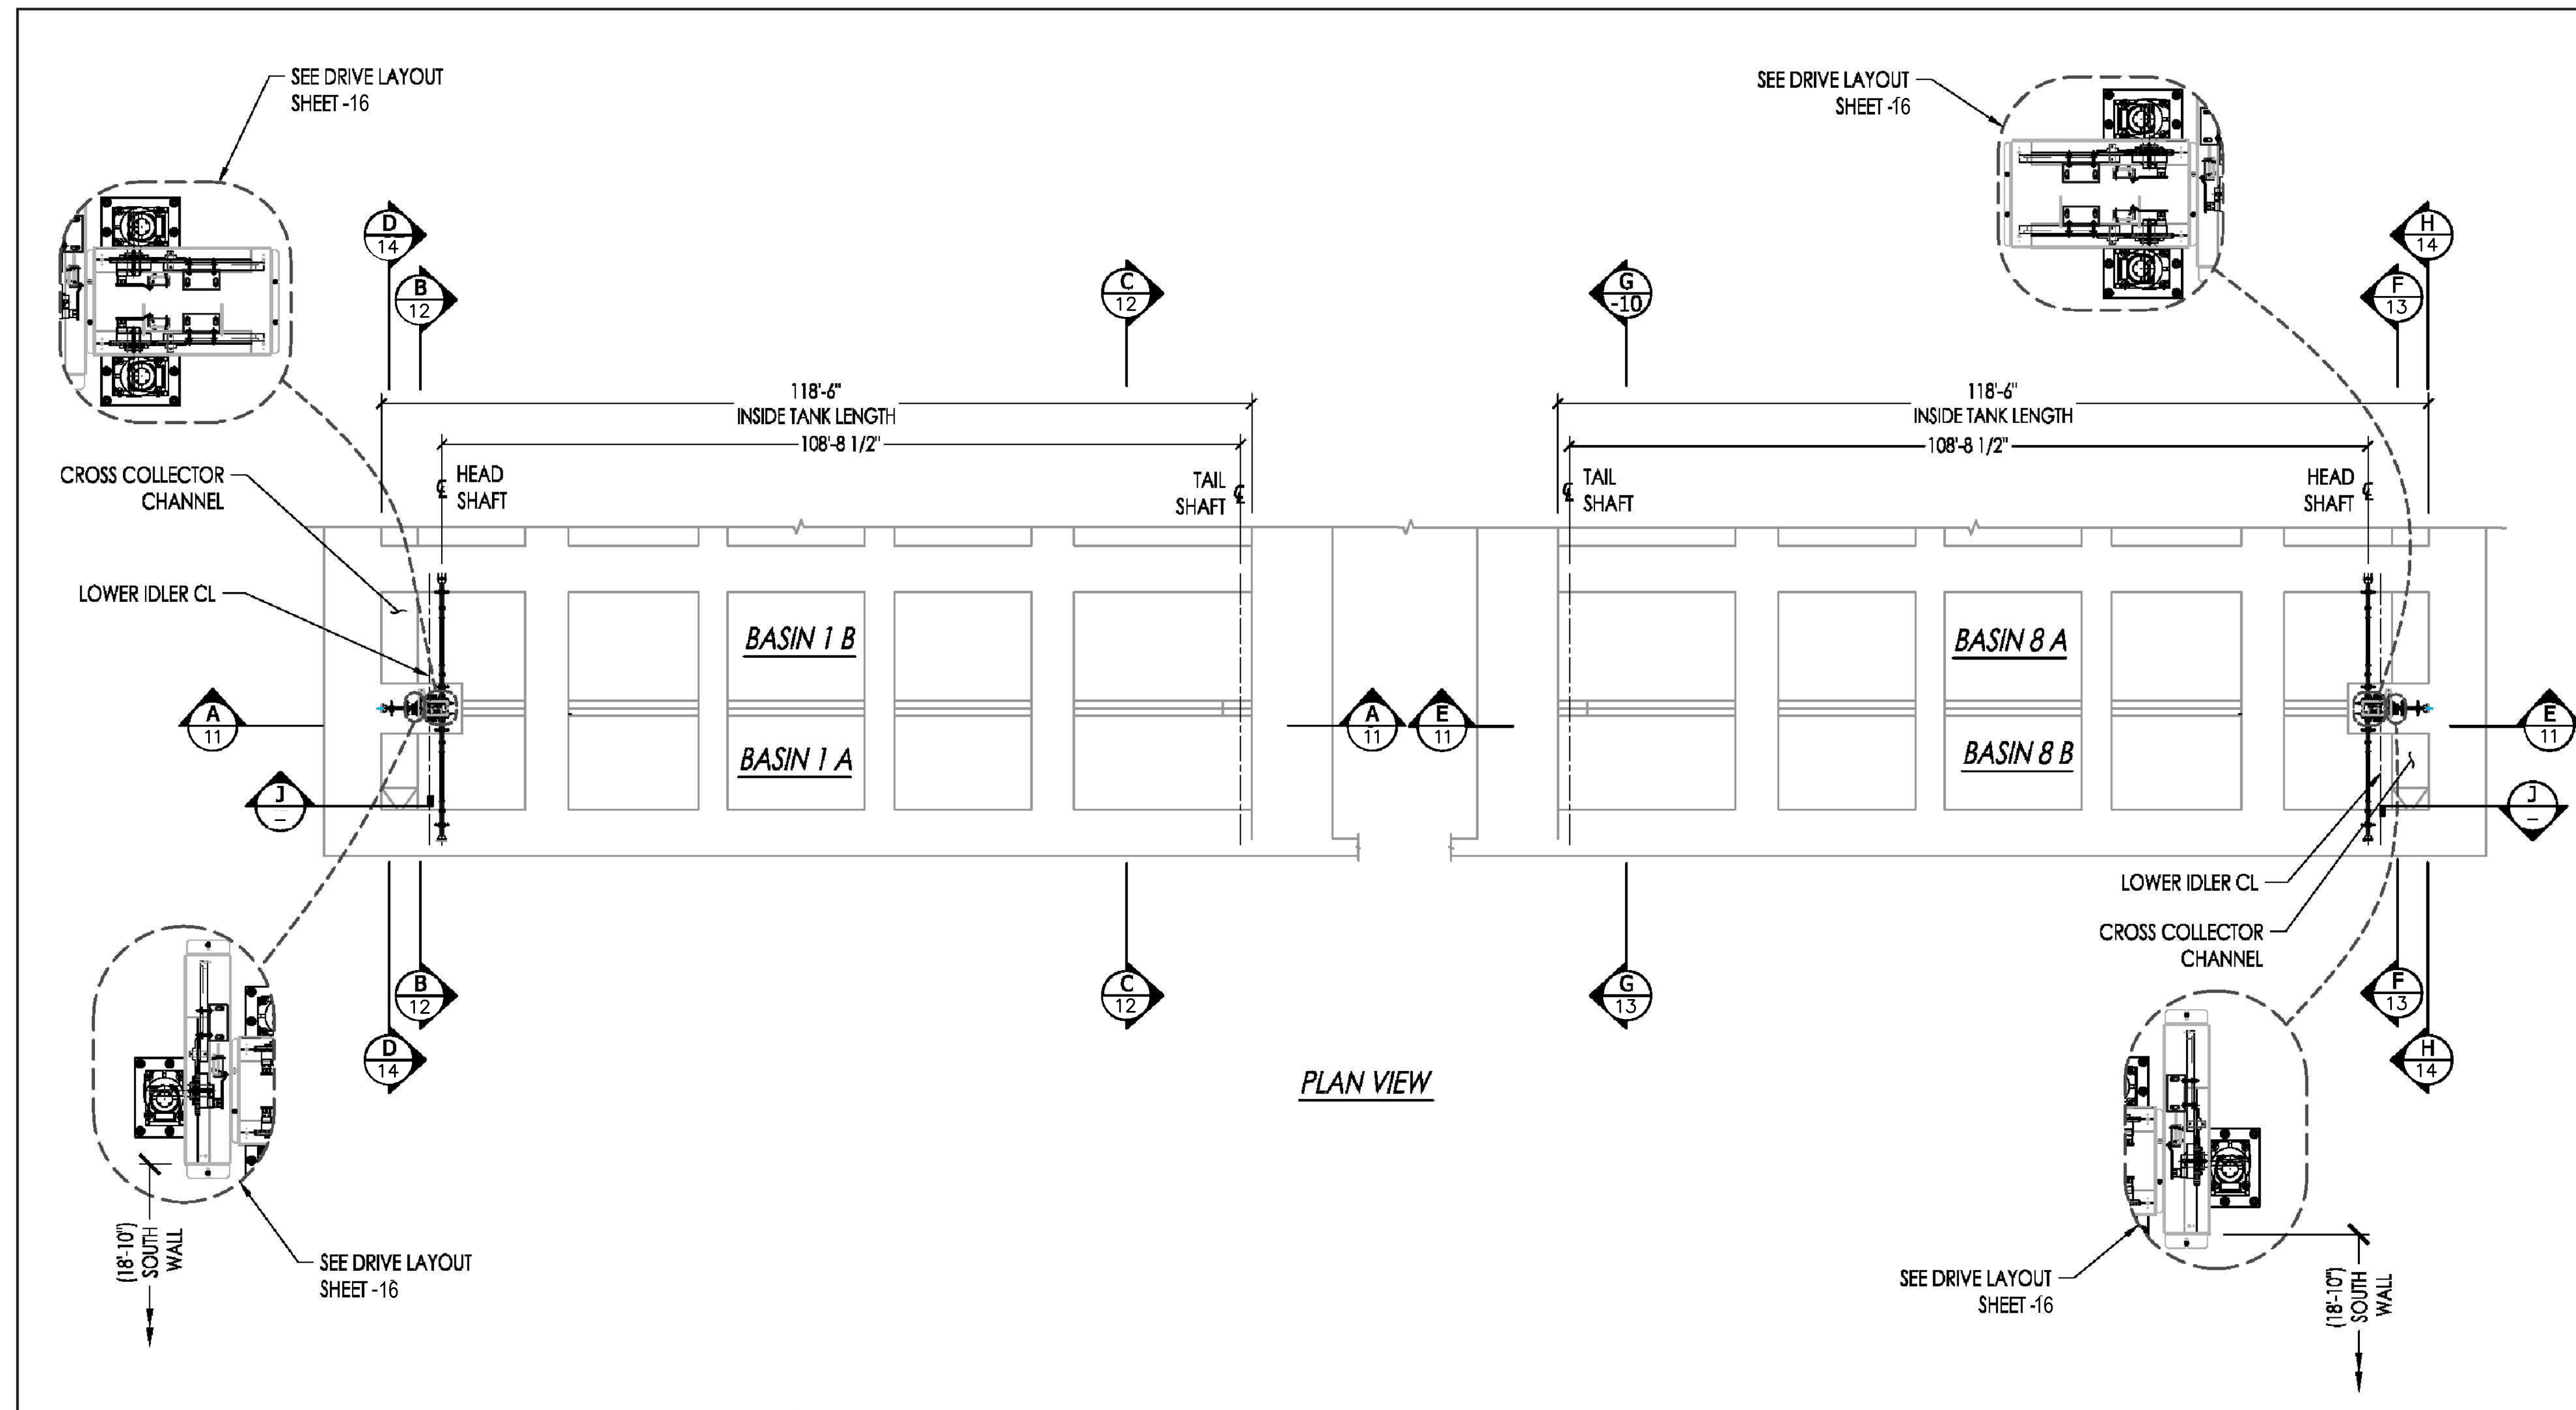 SEE DRIVE LAYOUT
SHEET -16
SEE DRIVE LAYOUT
SHEET -16
D
14
B
12
C
12
G
-10
H
14
F
13
118'-6"
INSIDE TANK LENGTH
108'-8 1/2"
118'-6"
INSIDE TANK LENGTH
108'-8 1/2"
CROSS COLLECTOR
CHANNEL
℄ HEAD
SHAFT
TAIL
SHAFT ℄
℄ TAIL
SHAFT
HEAD
SHAFT ℄
LOWER IDLER CL
BASIN 1 B
BASIN 8 A
A
11
A
11
E
11
E
11
BASIN 1 A
BASIN 8 B
J
–
J
–
LOWER IDLER CL
CROSS COLLECTOR
CHANNEL
B
12
C
12
G
13
F
13
D
14
H
14
PLAN VIEW
(18'-10")
SOUTH
WALL
SEE DRIVE LAYOUT
SHEET -16
SEE DRIVE LAYOUT
SHEET -16
(18'-10")
SOUTH
WALL